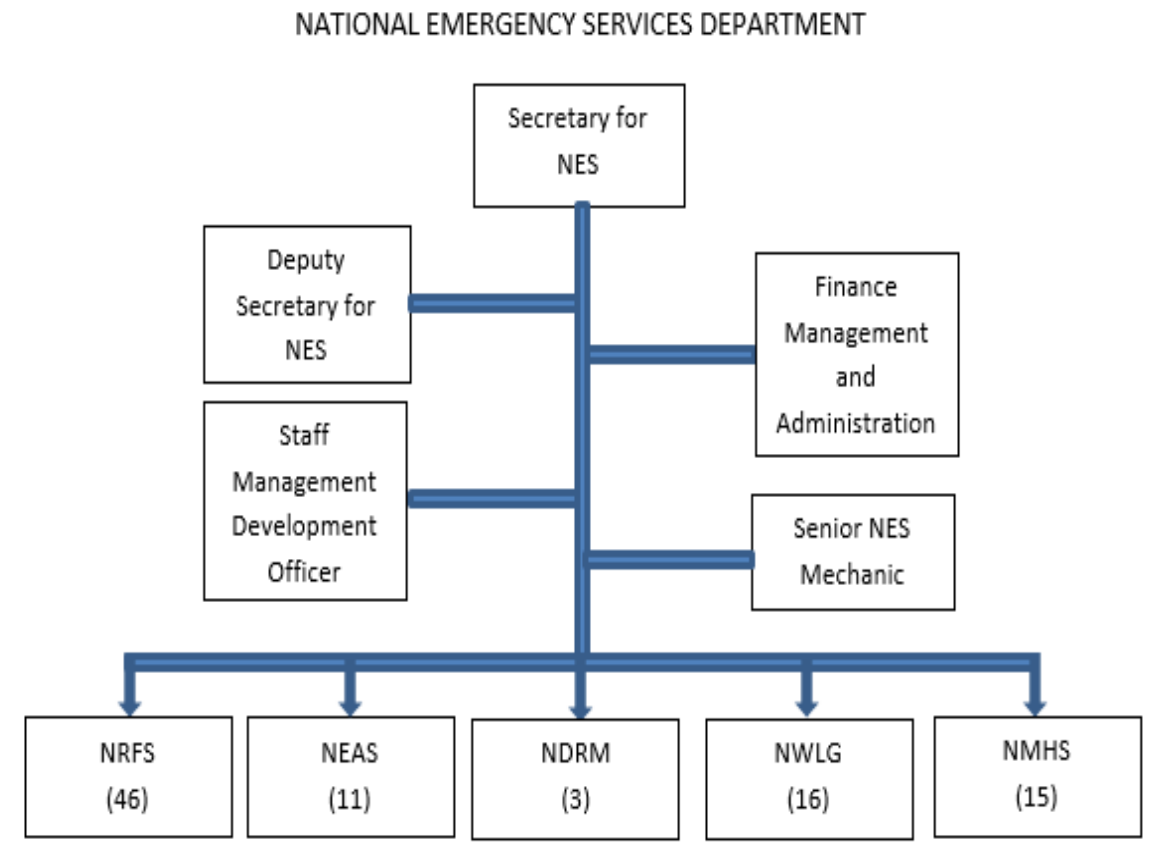 NATIONAL EMERGENCY SERVICES DEPARTMENT
Secretary for
NES
Deputy
Secretary for
NES
Finance
Management
and
Administration
Staff
Management
Development
Officer
Senior NES
Mechanic
NRFS
(46)
NEAS
(11)
NDRM
(3)
NWLG
(16)
NMHS
(15)